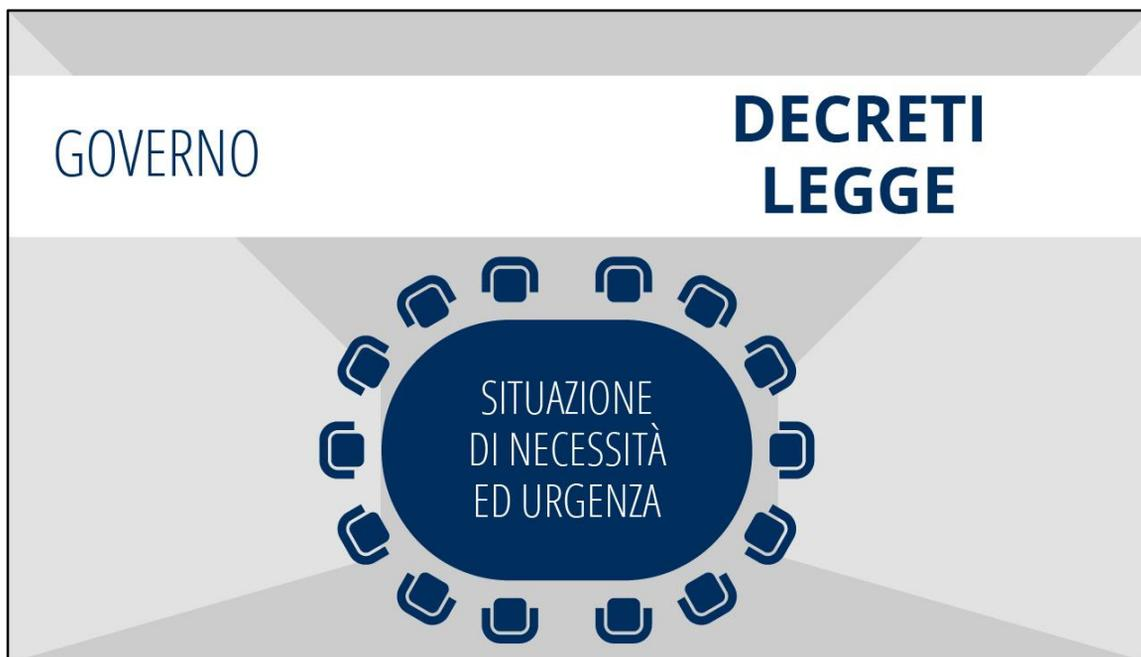 GOVERNO
DECRETI
LEGGE
SITUAZIONE
DI NECESSITÀ
ED URGENZA